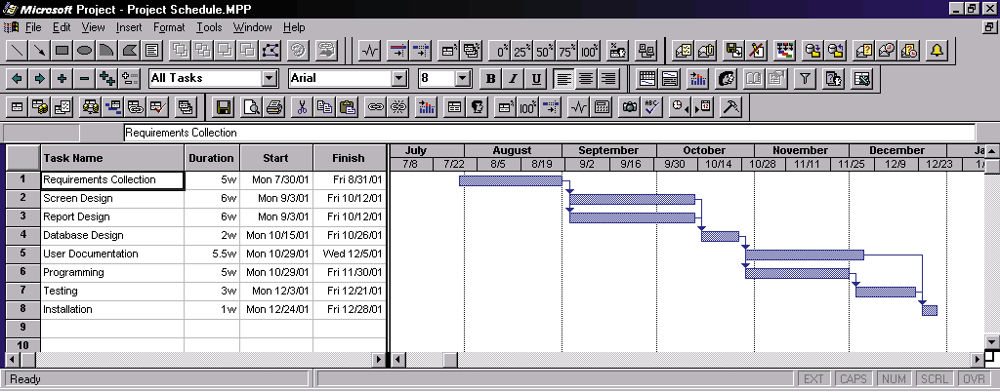 Microsoft Project - Project Schedule.MPP
File Edit View Insert Format Tools Window Help
0% 25% 50% 75% 100%
All Tasks Arial 8 B I U
100%
ABC
Requirements Collection
Task Name Duration Start Finish
July August September October November December Ja
7/8 7/22 8/5 8/19 9/2 9/16 9/30 10/14 10/28 11/11 11/25 12/9 12/23 1/
1 Requirements Collection 5w Mon 7/30/01 Fri 8/31/01
2 Screen Design 6w Mon 9/3/01 Fri 10/12/01
3 Report Design 6w Mon 9/3/01 Fri 10/12/01
4 Database Design 2w Mon 10/15/01 Fri 10/26/01
5 User Documentation 5.5w Mon 10/29/01 Wed 12/5/01
6 Programming 5w Mon 10/29/01 Fri 11/30/01
7 Testing 3w Mon 12/3/01 Fri 12/21/01
8 Installation 1w Mon 12/24/01 Fri 12/28/01
9
10
Ready EXT CAPS NUM SCRL OVR